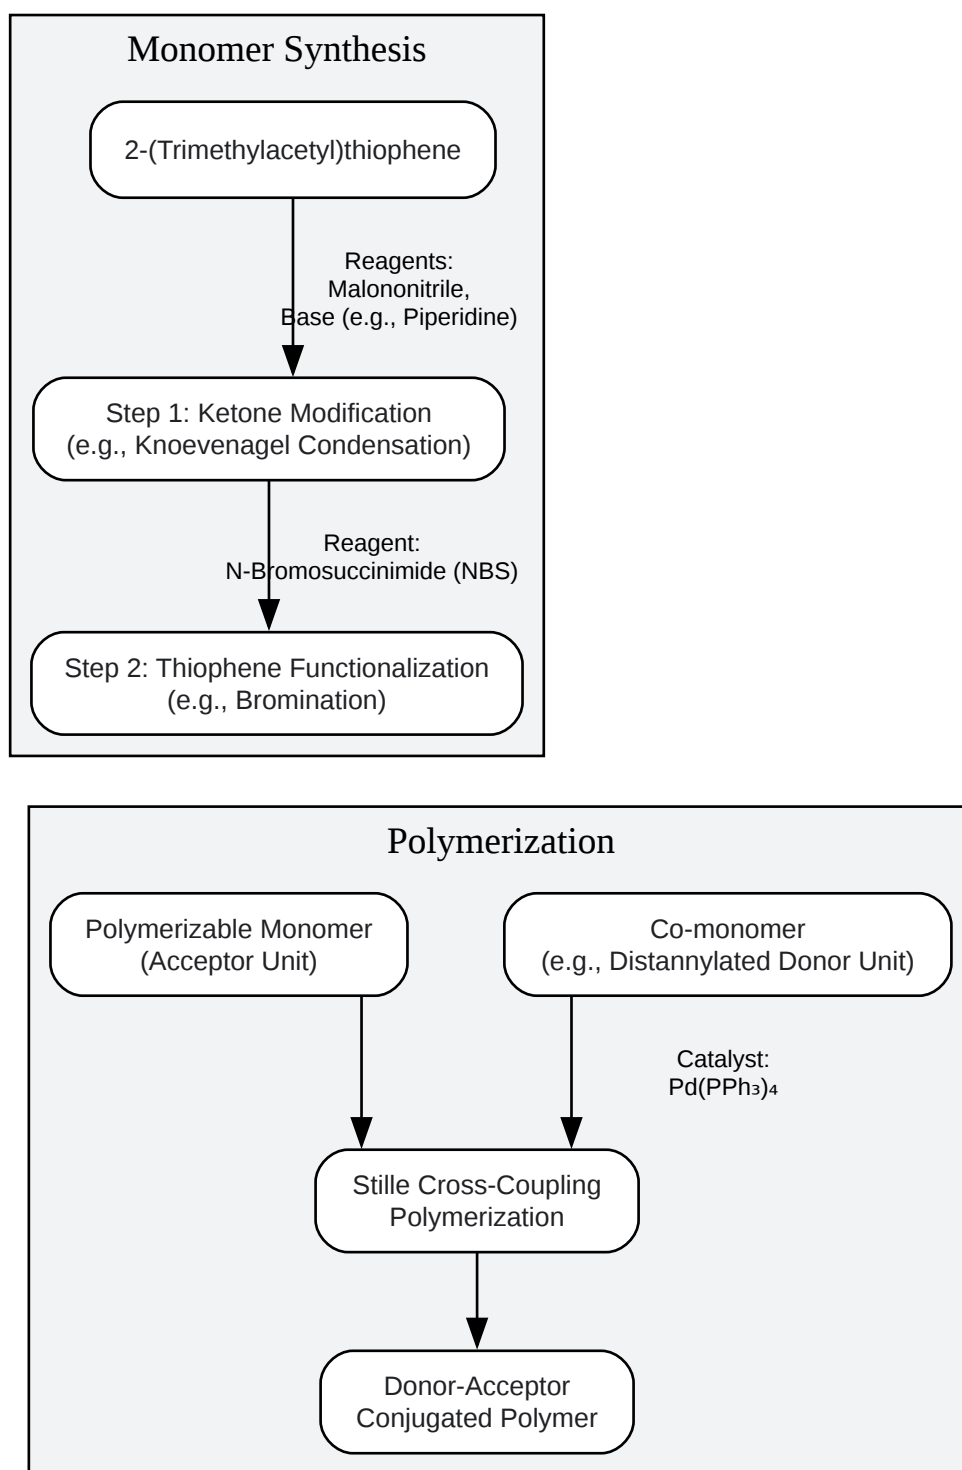 Monomer Synthesis
2-(Trimethylacetyl)thiophene
Reagents:
Malononitrile,
Base (e.g., Piperidine)
Step 1: Ketone Modification
(e.g., Knoevenagel Condensation)
Reagent:
N-Bromosuccinimide (NBS)
Step 2: Thiophene Functionalization
(e.g., Bromination)
Polymerization
Polymerizable Monomer
(Acceptor Unit)
Co-monomer
(e.g., Distannylated Donor Unit)
Catalyst:
Pd(PPh₃)₄
Stille Cross-Coupling
Polymerization
Donor-Acceptor
Conjugated Polymer